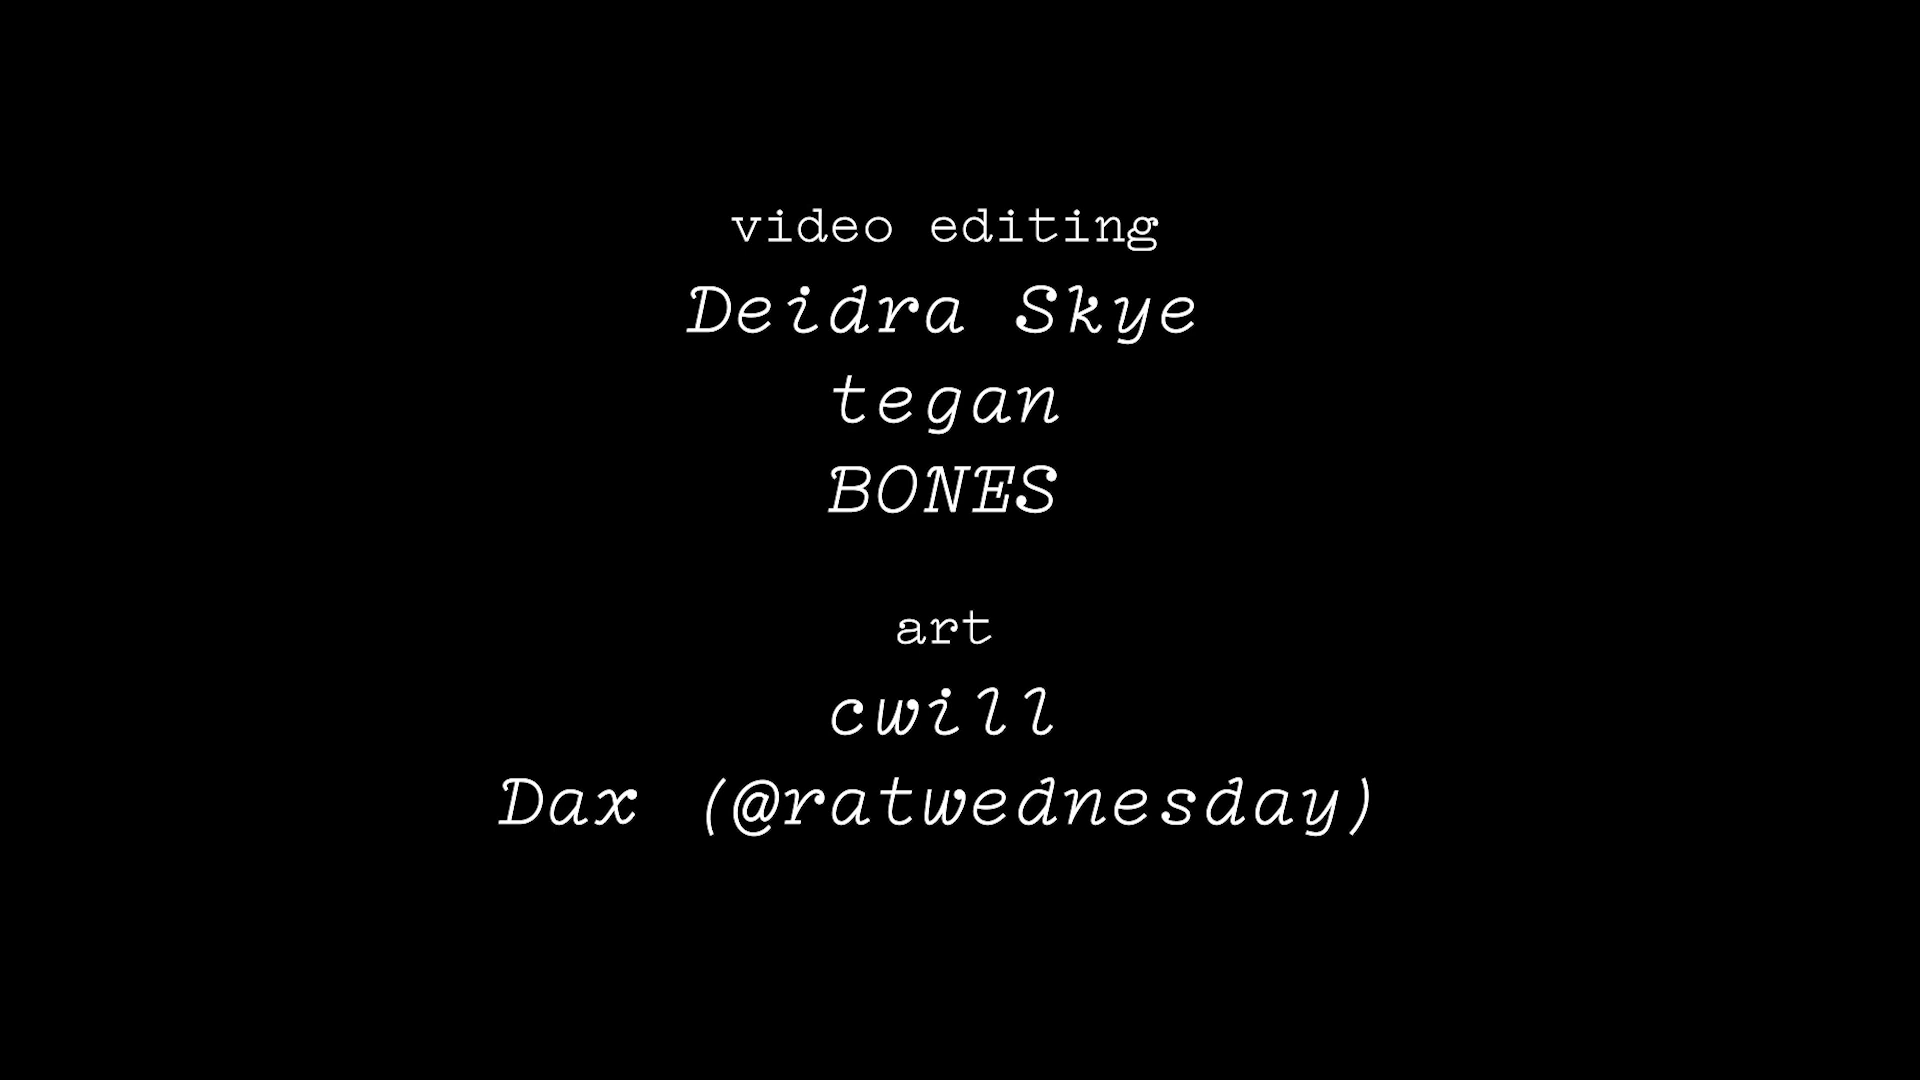 video editing
Deidra Skye
tegan
BONES
art
cwill
Dax (@ratwednesday)